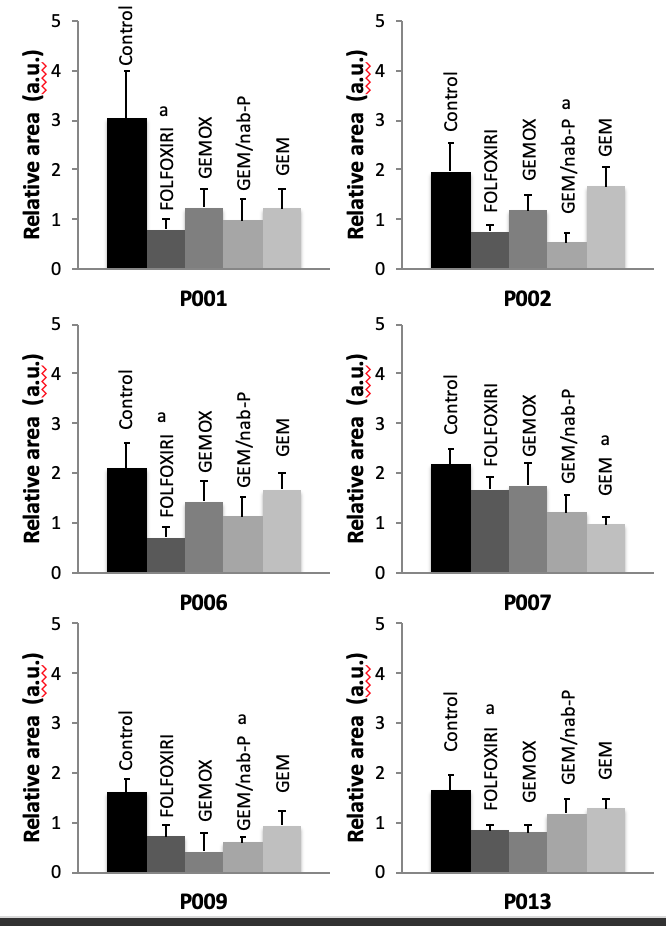 5
4
3
2
1
0
Relative area (a.u.)
Control
a
FOLFOXIRI
GEMOX
GEM/nab-P
GEM
P001
5
4
3
2
1
0
Relative area (a.u.)
Control
FOLFOXIRI
GEMOX
a
GEM/nab-P
GEM
P002
5
4
3
2
1
0
Relative area (a.u.)
Control
a
FOLFOXIRI
GEMOX
GEM/nab-P
GEM
P006
5
4
3
2
1
0
Relative area (a.u.)
Control
FOLFOXIRI
GEMOX
GEM/nab-P
a
GEM
P007
5
4
3
2
1
0
Relative area (a.u.)
Control
FOLFOXIRI
GEMOX
a
GEM/nab-P
GEM
P009
5
4
3
2
1
0
Relative area (a.u.)
Control
a
FOLFOXIRI
GEMOX
GEM/nab-P
GEM
P013